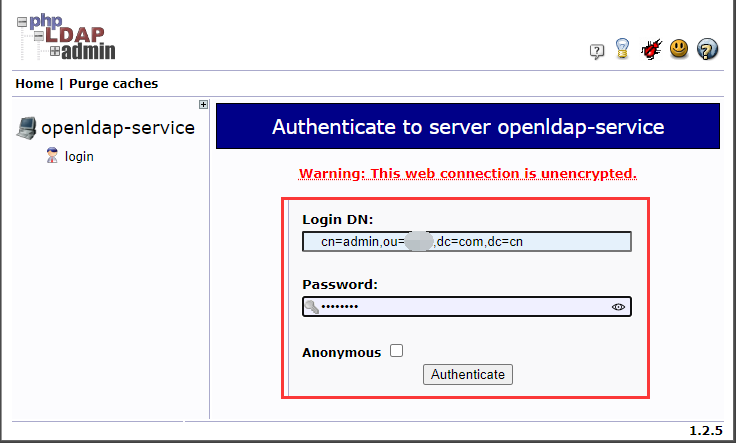 php
LDAP
admin
Home | Purge caches
openldap-service
login
Authenticate to server openldap-service
Warning: This web connection is unencrypted.
Login DN:
cn=admin,ou= ,dc=com,dc=cn
Password:
••••••••
Anonymous
Authenticate
1.2.5